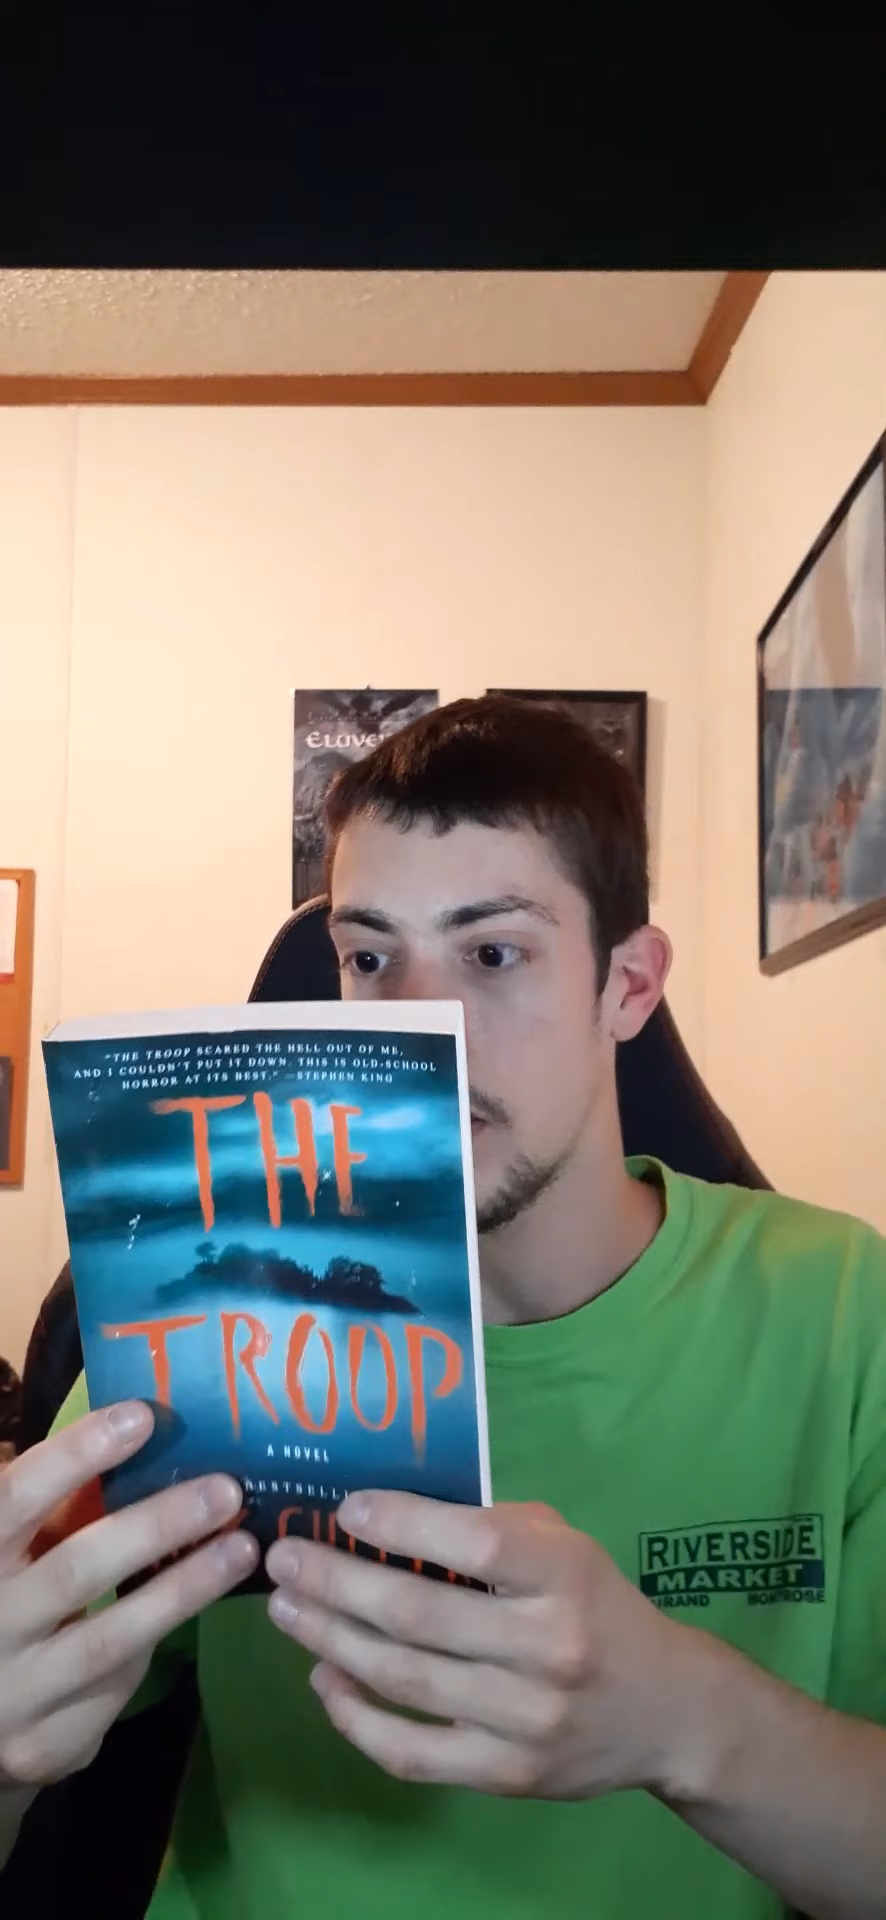 "THE TROOP SCARED THE HELL OUT OF ME,
AND I COULDN'T PUT IT DOWN. THIS IS OLD-SCHOOL
HORROR AT ITS BEST." —STEPHEN KING
THE
TROOP
A NOVEL
RIVERSIDE
MARKET